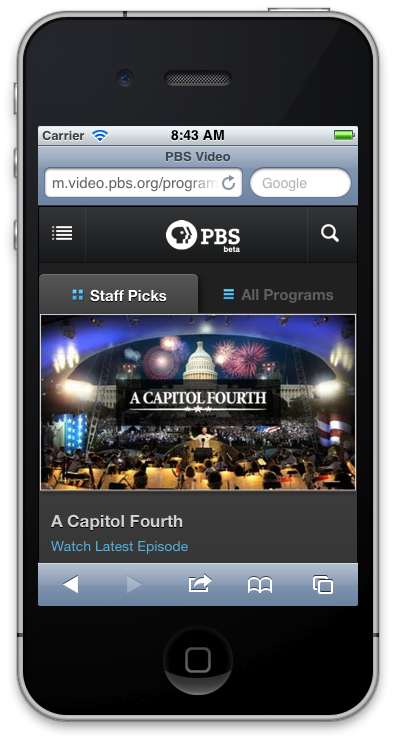 Carrier 8:43 AM
PBS Video
m.video.pbs.org/program Google
PBS
beta
Staff Picks All Programs
A CAPITOL FOURTH
A Capitol Fourth
Watch Latest Episode